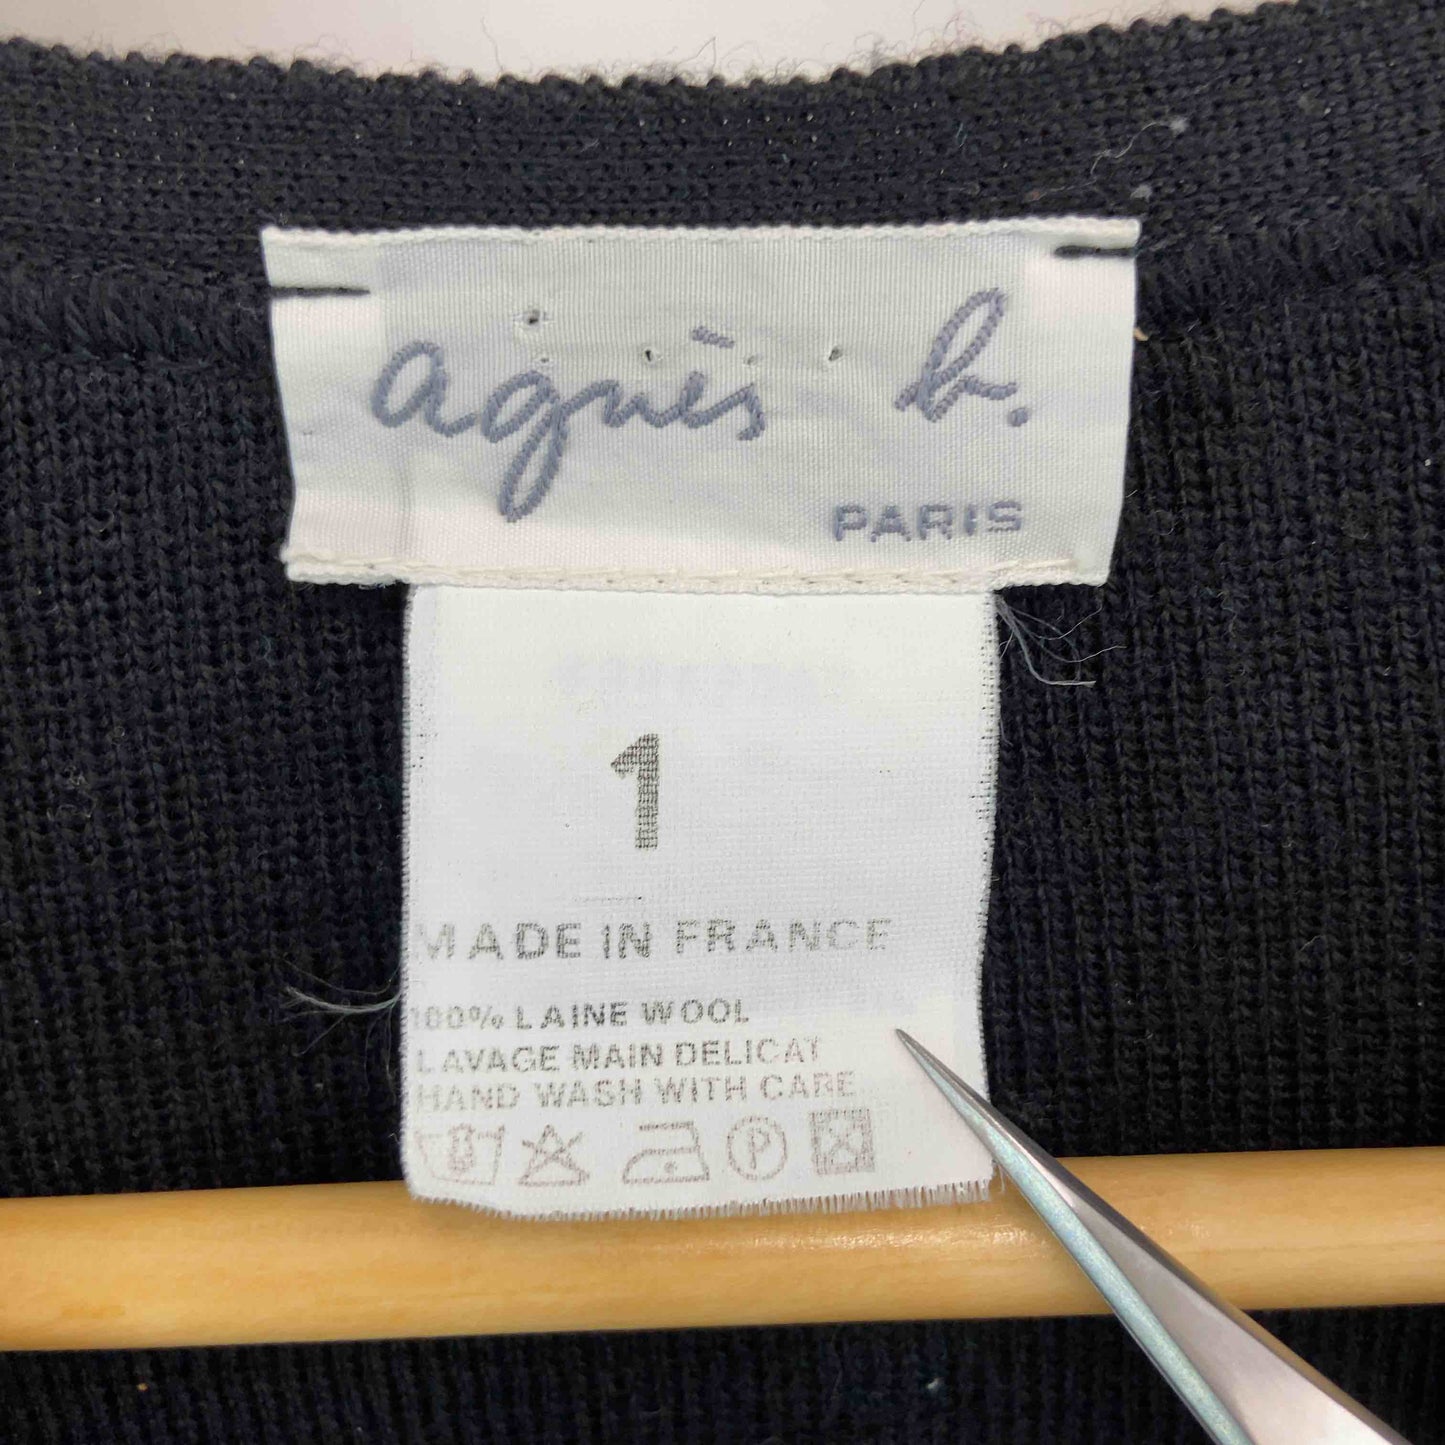 agnès b.
PARIS
1
MADE IN FRANCE
100% LAINE WOOL
LAVAGE MAIN DELICAT
HAND WASH WITH CARE
P